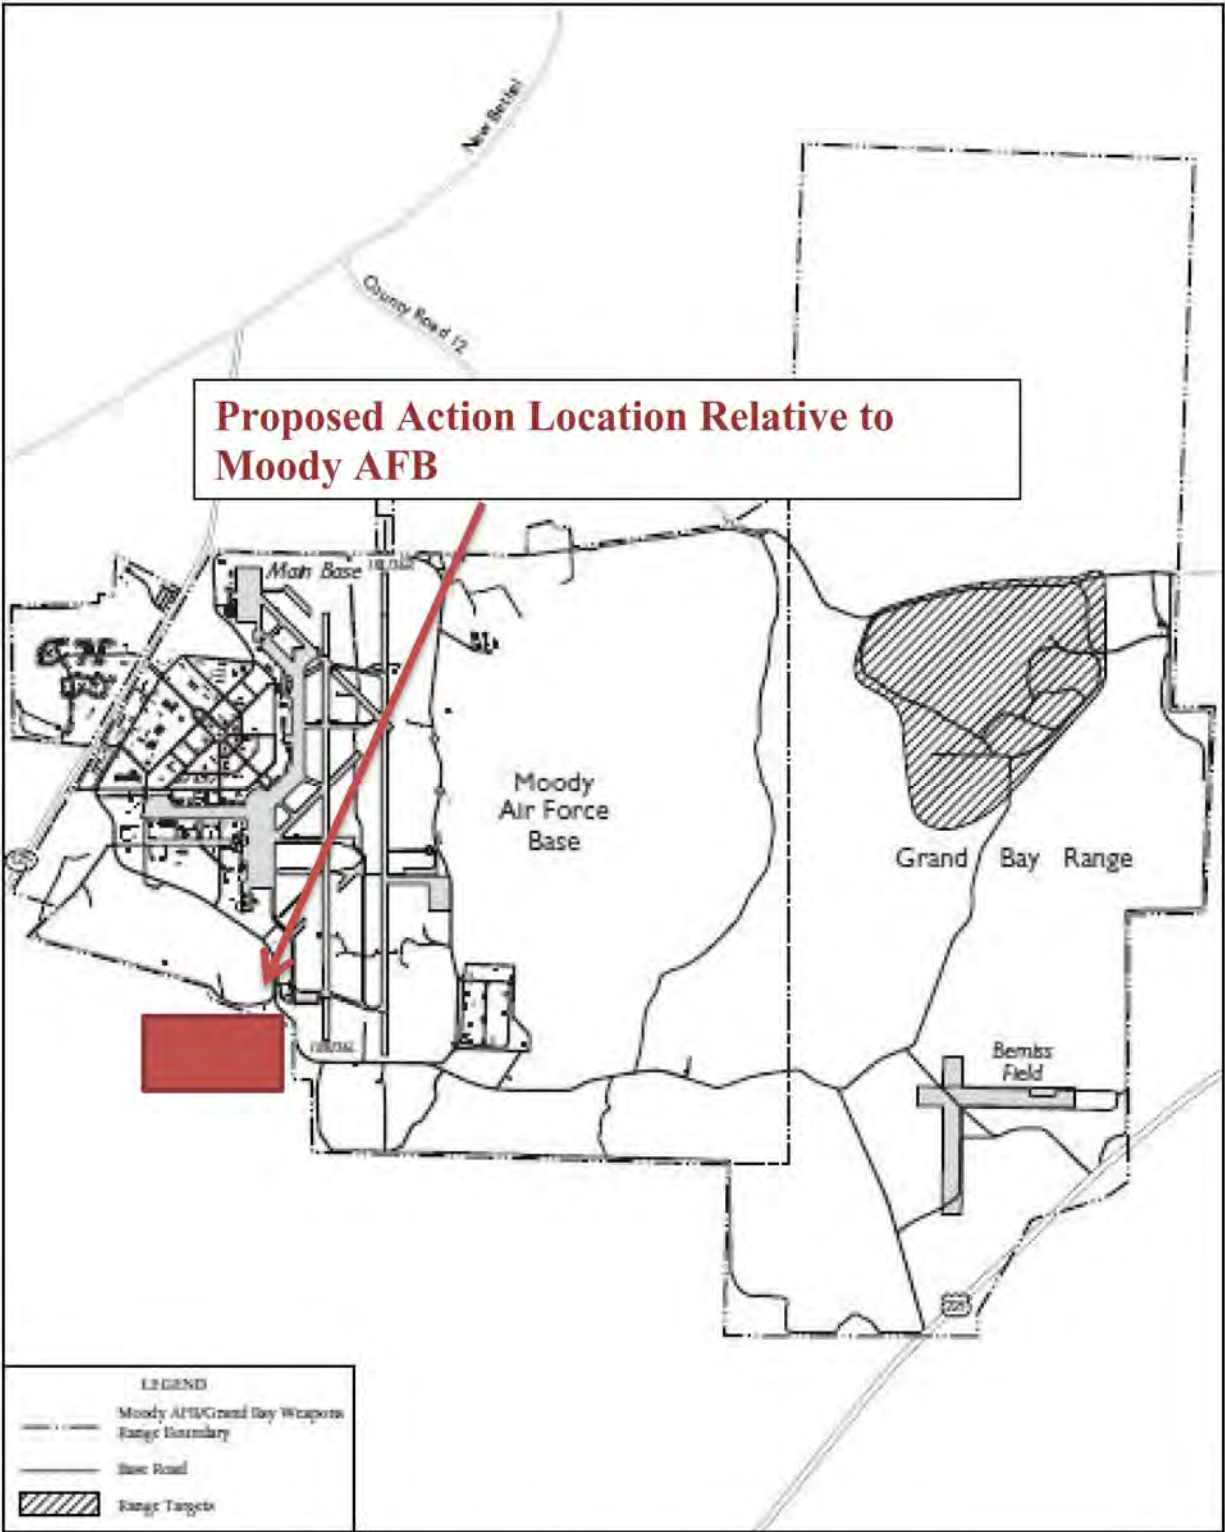 New Bethel
County Road 12
Proposed Action Location Relative to
Moody AFB
Main Base
Moody
Air Force
Base
Grand Bay Range
Bemiss
Field
LEGEND
Moody AFB/Grand Bay Weapons
Range Boundary
Base Road
Range Targets